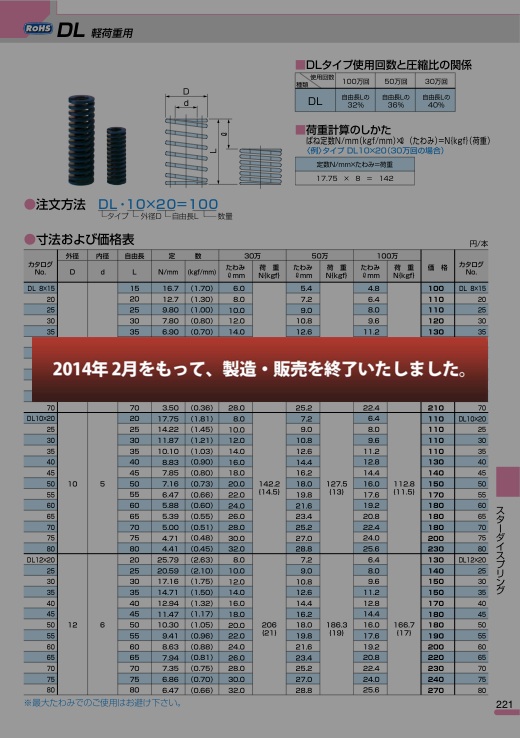 RoHS DL 軽荷重用
■DLタイプ使用回数と圧縮比の関係
使用回数 種類 100万回 50万回 30万回
DL 自由長Lの32% 自由長Lの36% 自由長Lの40%
■荷重計算のしかた
ばね定数N/mm(kgf/mm)×ℓ(たわみ)=N(kgf)(荷重)
(例)タイプ DL10×20(30万回の場合)
定数N/mm×たわみ=荷重
17.75 × 8 = 142
D
d
ℓ
L
●注文方法 DL・10×20=100
タイプ 外径D 自由長L 数量
●寸法および価格表
円/本
カタログNo. 外径 D 内径 d 自由長 L 定数 N/mm (kgf/mm) 30万 たわみ ℓmm 荷重 N(kgf) 50万 たわみ ℓmm 荷重 N(kgf) 100万 たわみ ℓmm 荷重 N(kgf) 価格 カタログNo.
DL 8×15 15 16.7 (1.70) 6.0 5.4 4.8 100 DL 8×15
20 20 12.7 (1.30) 8.0 7.2 6.4 110 20
25 25 9.80 (1.00) 10.0 9.0 8.0 110 25
30 30 7.80 (0.80) 12.0 10.8 9.6 120 30
35 35 6.90 (0.70) 14.0 12.6 11.2 130 35
2014年 2月をもって、製造・販売を終了いたしました。
70 70 3.50 (0.36) 28.0 25.2 22.4 210 70
DL10×20 20 17.75 (1.81) 8.0 7.2 6.4 110 DL10×20
25 25 14.22 (1.45) 10.0 9.0 8.0 110 25
30 30 11.87 (1.21) 12.0 10.8 9.6 110 30
35 35 10.10 (1.03) 14.0 12.6 11.2 110 35
40 40 8.83 (0.90) 16.0 14.4 12.8 130 40
45 45 7.85 (0.80) 18.0 16.2 14.4 140 45
50 10 5 50 7.16 (0.73) 20.0 142.2 (14.5) 18.0 127.5 (13) 16.0 112.8 (11.5) 150 50
55 55 6.47 (0.66) 22.0 19.8 17.6 170 55
60 60 5.88 (0.60) 24.0 21.6 19.2 180 60
65 65 5.39 (0.55) 26.0 23.4 20.8 180 65
70 70 5.00 (0.51) 28.0 25.2 22.4 180 70
75 75 4.71 (0.48) 30.0 27.0 24.0 200 75
80 80 4.41 (0.45) 32.0 28.8 25.6 230 80
DL12×20 20 25.79 (2.63) 8.0 7.2 6.4 130 DL12×20
25 25 20.59 (2.10) 10.0 9.0 8.0 140 25
30 30 17.16 (1.75) 12.0 10.8 9.6 150 30
35 35 14.71 (1.50) 14.0 12.6 11.2 150 35
40 40 12.94 (1.32) 16.0 14.4 12.8 170 40
45 45 11.47 (1.17) 18.0 16.2 14.4 180 45
50 12 6 50 10.30 (1.05) 20.0 206 (21) 18.0 186.3 (19) 16.0 166.7 (17) 180 50
55 55 9.41 (0.96) 22.0 19.8 17.6 190 55
60 60 8.63 (0.88) 24.0 21.6 19.2 200 60
65 65 7.94 (0.81) 26.0 23.4 20.8 220 65
70 70 7.35 (0.75) 28.0 25.2 22.4 230 70
75 75 6.86 (0.70) 30.0 27.0 24.0 240 75
80 80 6.47 (0.66) 32.0 28.8 25.6 270 80
※最大たわみでのご使用はお避け下さい。
スターダイスプリング
221